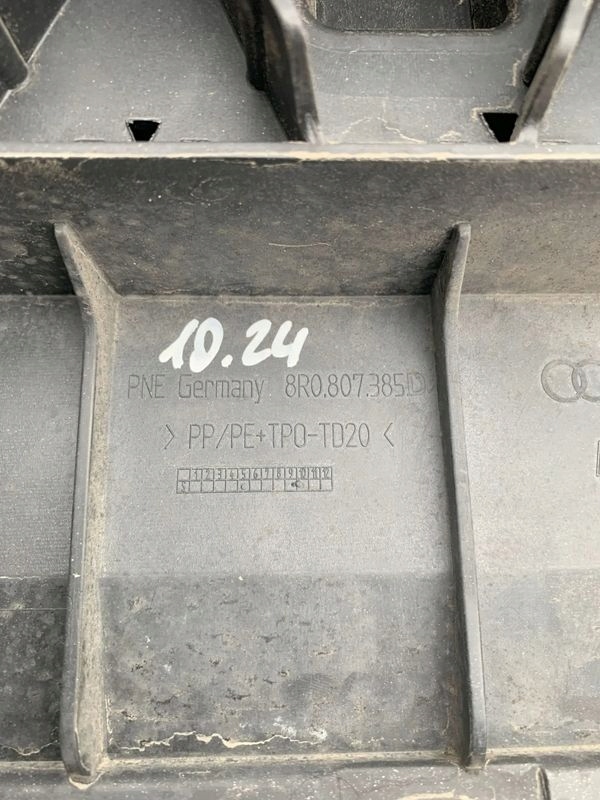 10.24
PNE Germany 8R0.807.385.D
> PP/PE+TPO-TD20 <
1 2 3 4 5 6 7 8 9 10 11 12